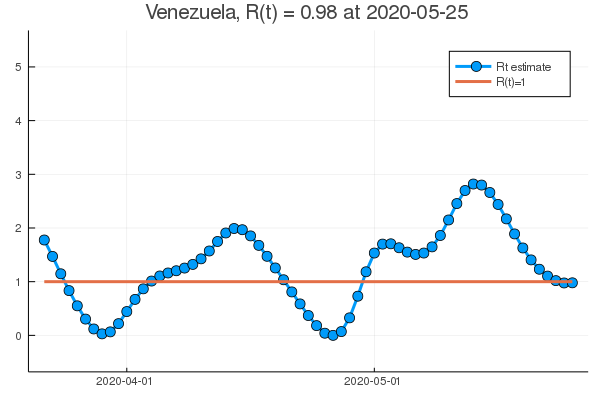 Venezuela, R(t) = 0.98 at 2020-05-25
Rt estimate
R(t)=1
5
4
3
2
1
0
2020-04-01
2020-05-01